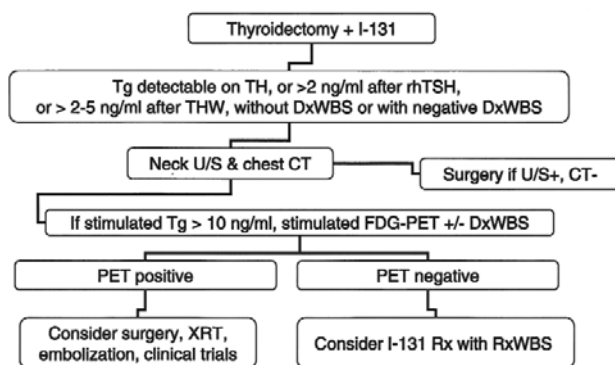 Thyroidectomy + I-131
Tg detectable on TH, or >2 ng/ml after rhTSH,
or > 2-5 ng/ml after THW, without DxWBS or with negative DxWBS
Neck U/S & chest CT
Surgery if U/S+, CT-
If stimulated Tg > 10 ng/ml, stimulated FDG-PET +/- DxWBS
PET positive
PET negative
Consider surgery, XRT,
embolization, clinical trials
Consider I-131 Rx with RxWBS